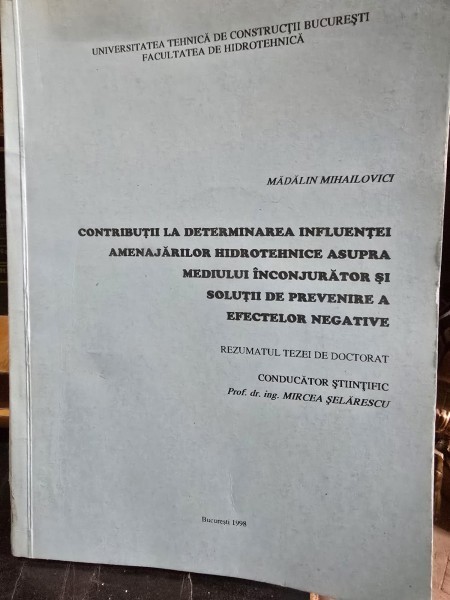 UNIVERSITATEA TEHNICĂ DE CONSTRUCŢII BUCUREŞTI
FACULTATEA DE HIDROTEHNICĂ
MĂDĂLIN MIHAILOVICI
CONTRIBUŢII LA DETERMINAREA INFLUENŢEI
AMENAJĂRILOR HIDROTEHNICE ASUPRA
MEDIULUI ÎNCONJURĂTOR ŞI
SOLUŢII DE PREVENIRE A
EFECTELOR NEGATIVE
REZUMATUL TEZEI DE DOCTORAT
CONDUCĂTOR ŞTIINŢIFIC
Prof. dr. ing. MIRCEA ŞELĂRESCU
Bucureşti 1998